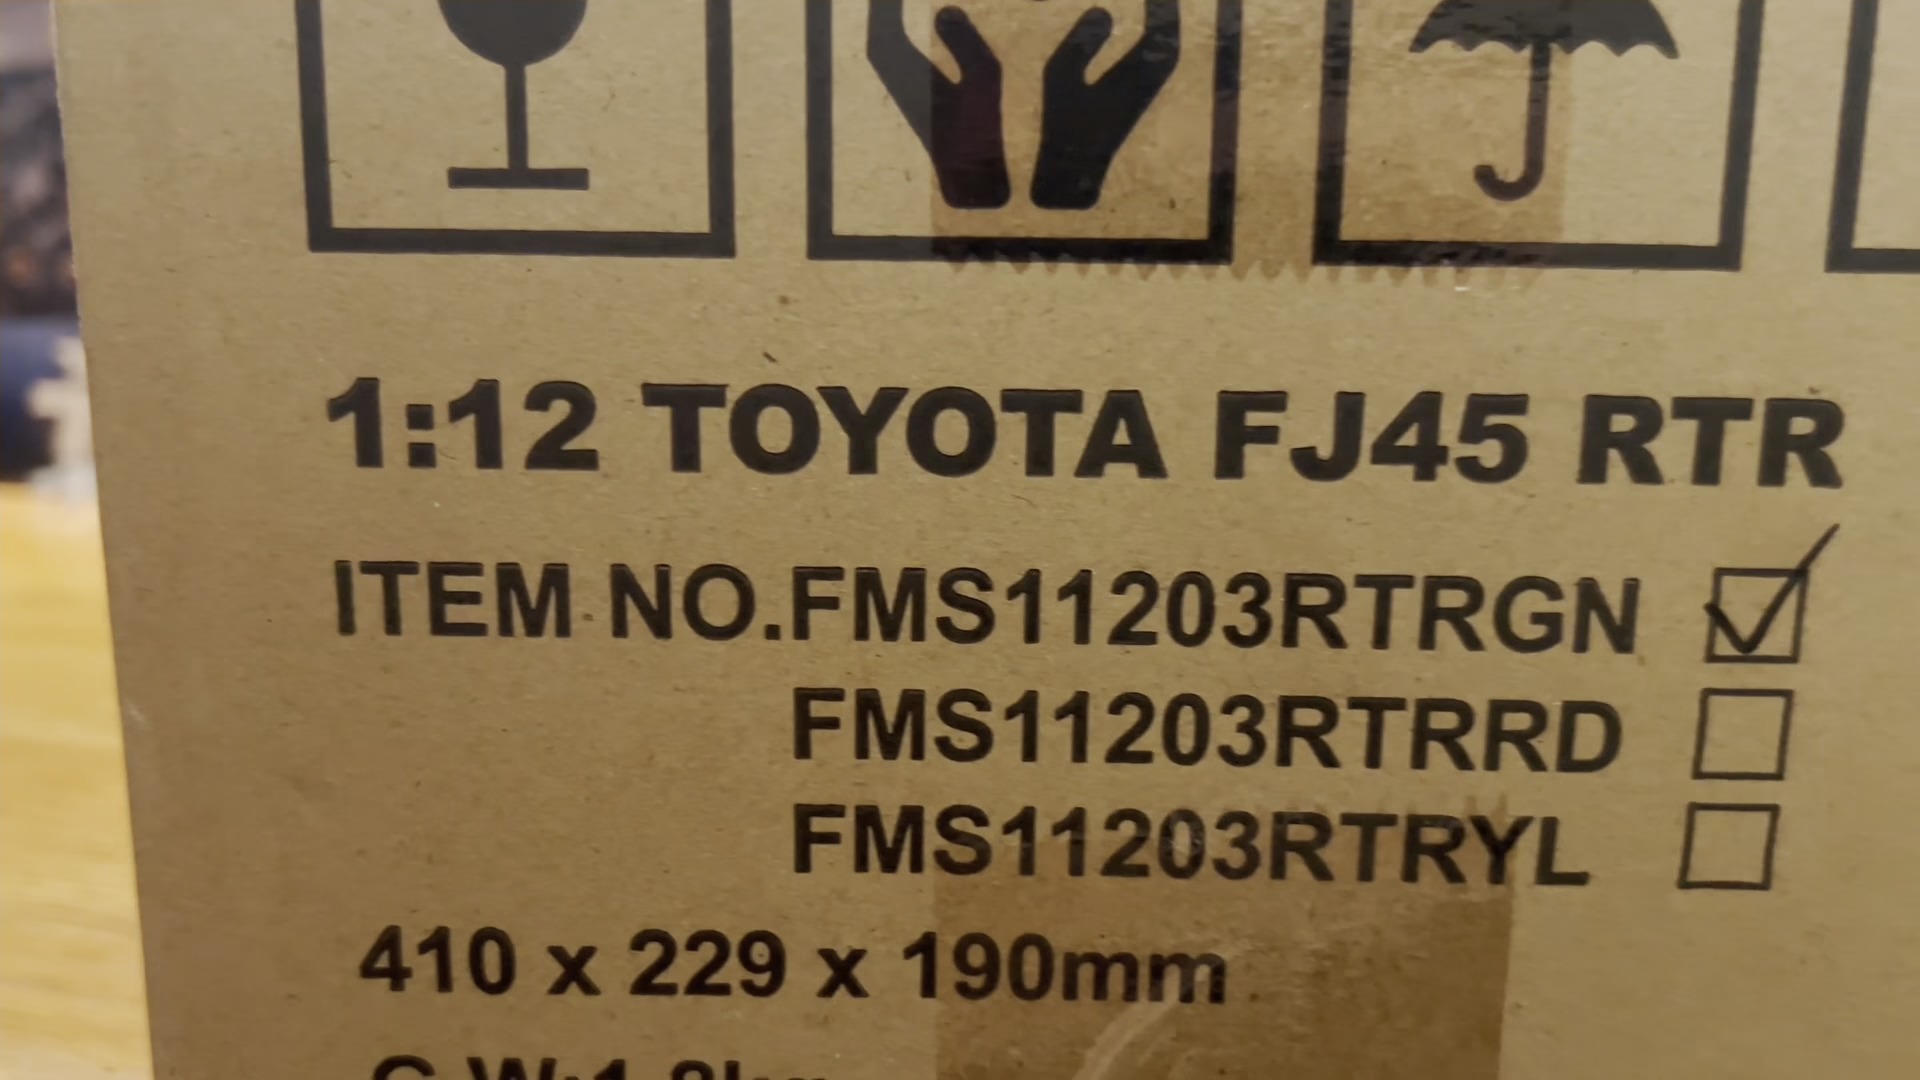 1:12 TOYOTA FJ45 RTR
ITEM NO.FMS11203RTRGN
FMS11203RTRRD
FMS11203RTRYL
410 x 229 x 190mm